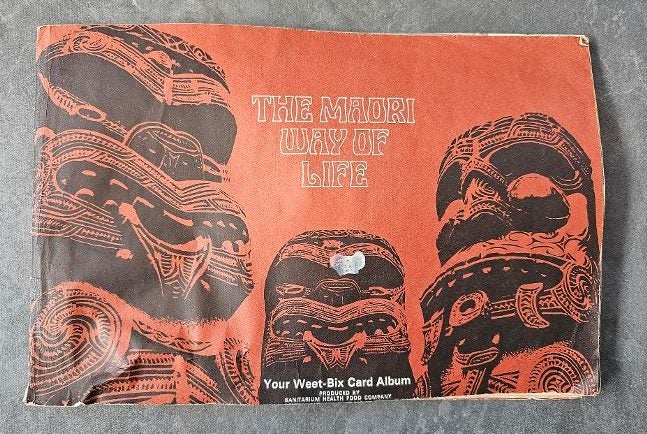 THE MAORI
WAY OF
LIFE
Your Weet-Bix Card Album
PRODUCED BY
SANITARIUM HEALTH FOOD COMPANY